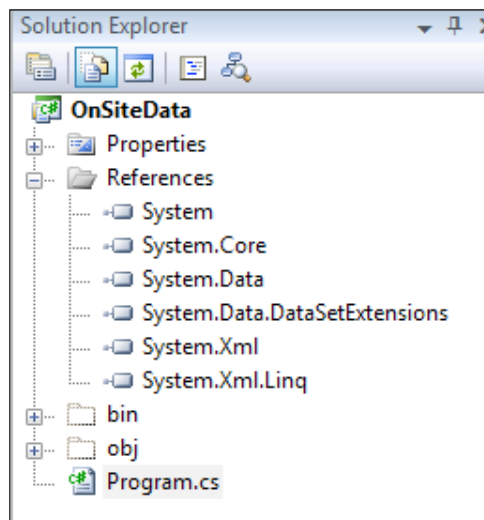 Solution Explorer
OnSiteData
Properties
References
System
System.Core
System.Data
System.Data.DataSetExtensions
System.Xml
System.Xml.Linq
bin
obj
Program.cs